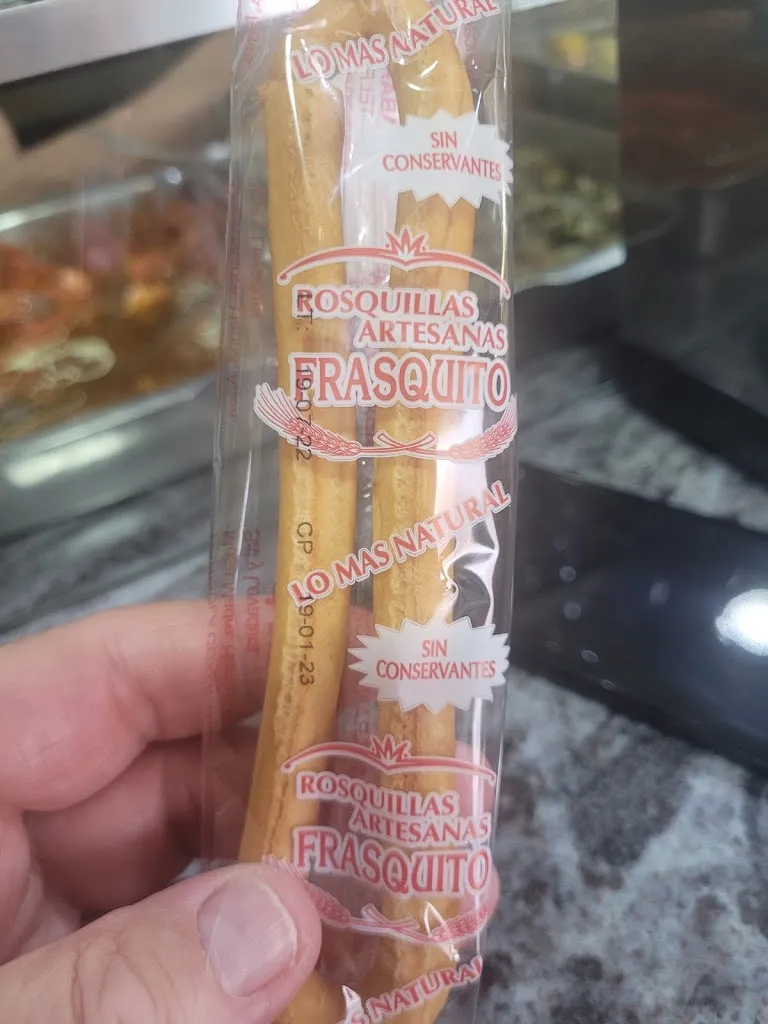 LO MAS NATURAL
SIN
CONSERVANTES
ROSQUILLAS
ARTESANAS
FRASQUITO
LT: 19-07-22 CP 19-01-23
LO MAS NATURAL
SIN
CONSERVANTES
ROSQUILLAS
ARTESANAS
FRASQUITO
NATURAL